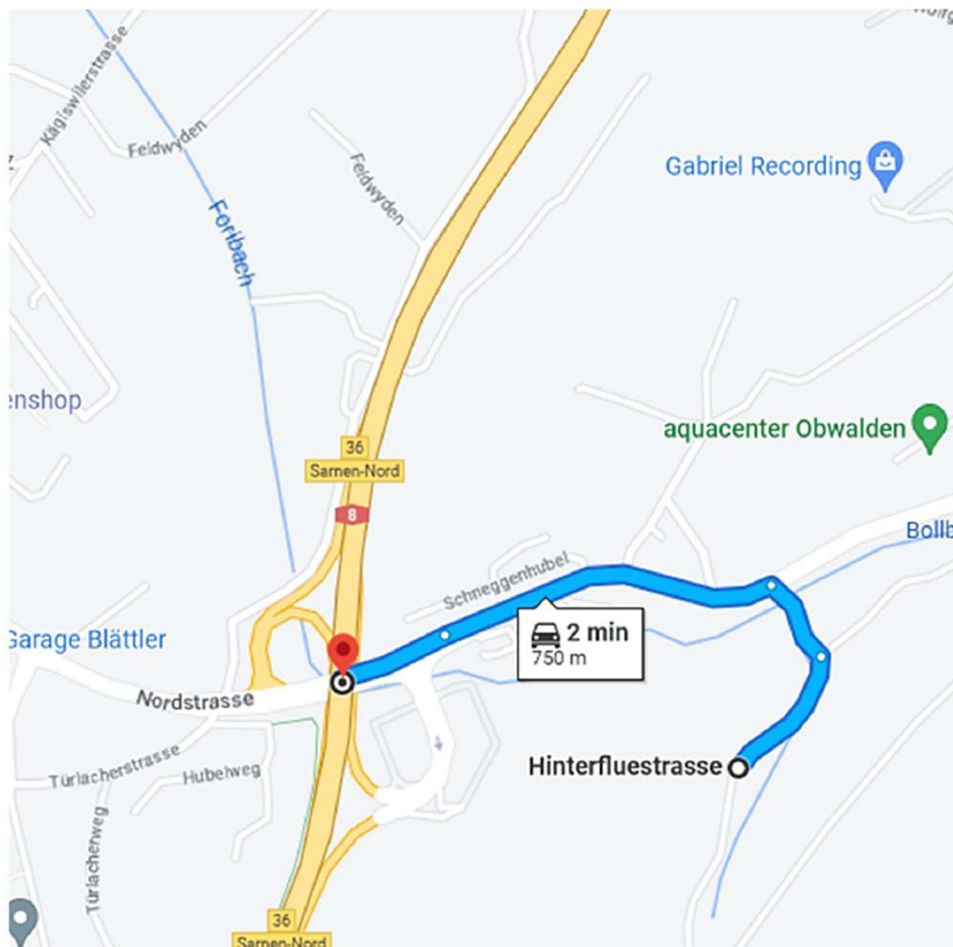 Kägiswilerstrasse
Feldwyden
Feldwyden
Foribach
Gabriel Recording
enshop
36
Sarnen-Nord
8
aquacenter Obwalden
Bollb
Schneggenhubel
2 min
750 m
Garage Blättler
Nordstrasse
Türlacherstrasse
Hubelweg
Türlacherweg
Hinterfluestrasse
36
Sarnen-Nord